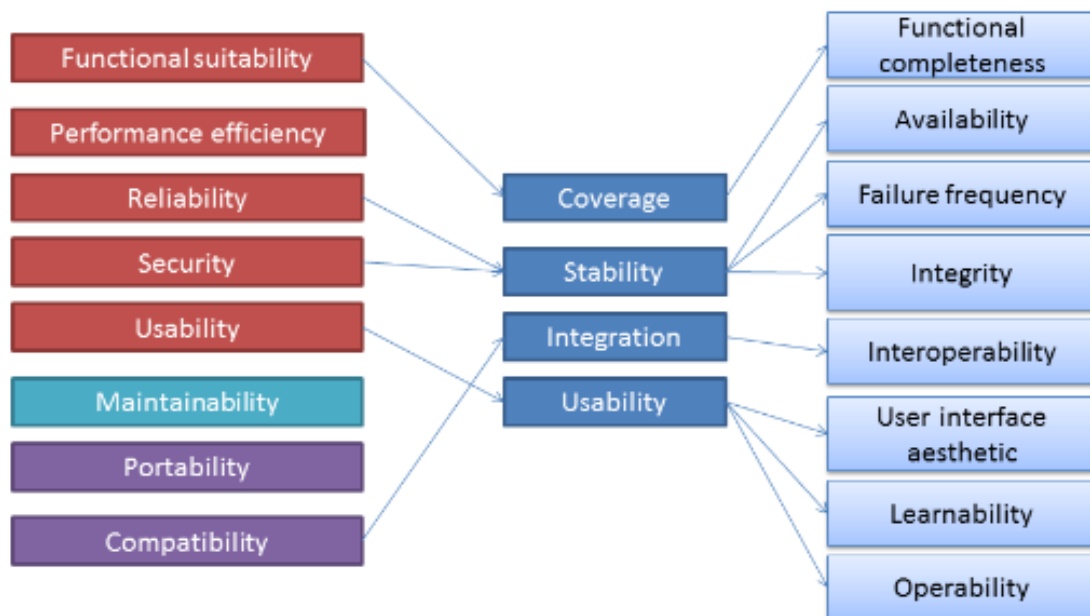 Functional suitability
Performance efficiency
Reliability
Security
Usability
Maintainability
Portability
Compatibility
Coverage
Stability
Integration
Usability
Functional
completeness
Availability
Failure frequency
Integrity
Interoperability
User interface
aesthetic
Learnability
Operability